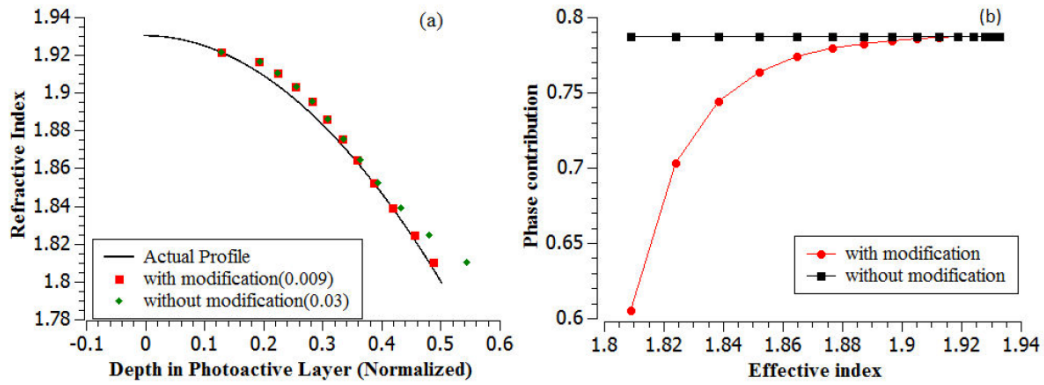 (a)
1.94
1.92
1.9
1.88
1.86
1.84
1.82
1.8
1.78
Refractive Index
Actual Profile
with modification(0.009)
without modification(0.03)
-0.1 0 0.1 0.2 0.3 0.4 0.5 0.6
Depth in Photoactive Layer (Normalized)
(b)
0.8
0.75
0.7
0.65
0.6
Phase contribution
with modification
without modification
1.8 1.82 1.84 1.86 1.88 1.9 1.92 1.94
Effective index